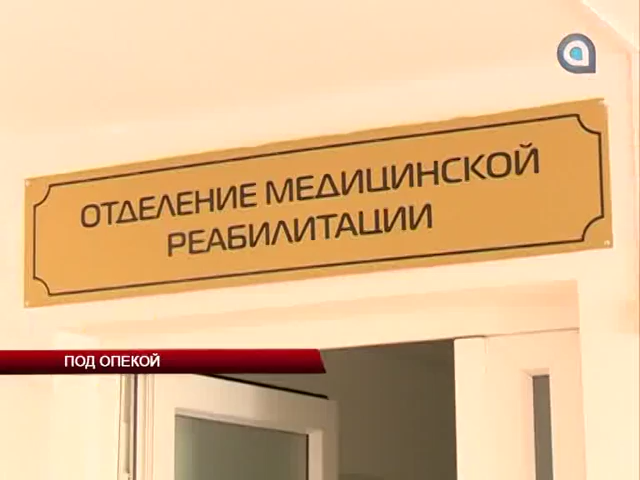 ОТДЕЛЕНИЕ МЕДИЦИНСКОЙ
РЕАБИЛИТАЦИИ
ПОД ОПЕКОЙ